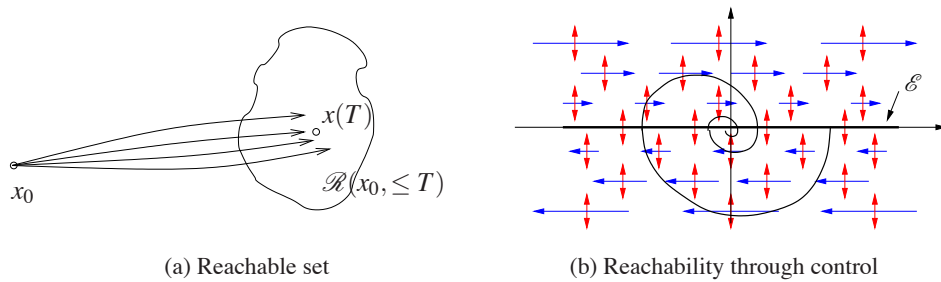 x(T)
x₀
ℛ(x₀, ≤ T)
ℰ
(a) Reachable set
(b) Reachability through control